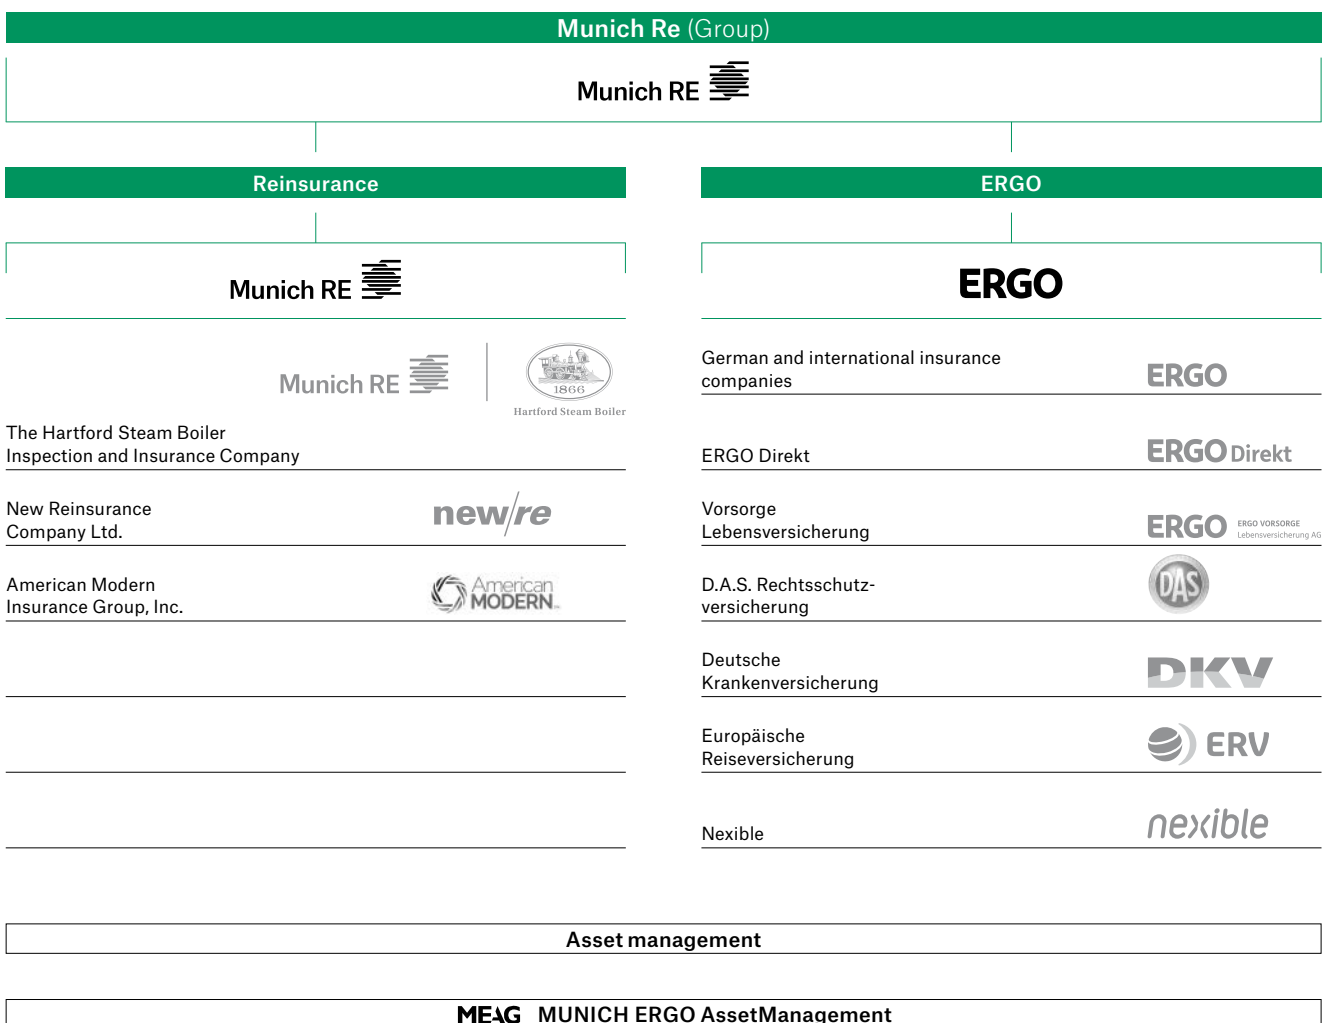 Munich Re (Group)
Munich RE
Reinsurance
Munich RE
Munich RE
1866
Hartford Steam Boiler
The Hartford Steam Boiler
Inspection and Insurance Company
New Reinsurance
Company Ltd.
new/re
American Modern
Insurance Group, Inc.
American
MODERN
ERGO
ERGO
German and international insurance
companies
ERGO
ERGO Direkt
ERGO Direkt
Vorsorge
Lebensversicherung
ERGO
ERGO VORSORGE
Lebensversicherung AG
D.A.S. Rechtsschutz-
versicherung
DAS
Deutsche
Krankenversicherung
DKV
Europäische
Reiseversicherung
ERV
Nexible
nexible
Asset management
MEAG MUNICH ERGO AssetManagement